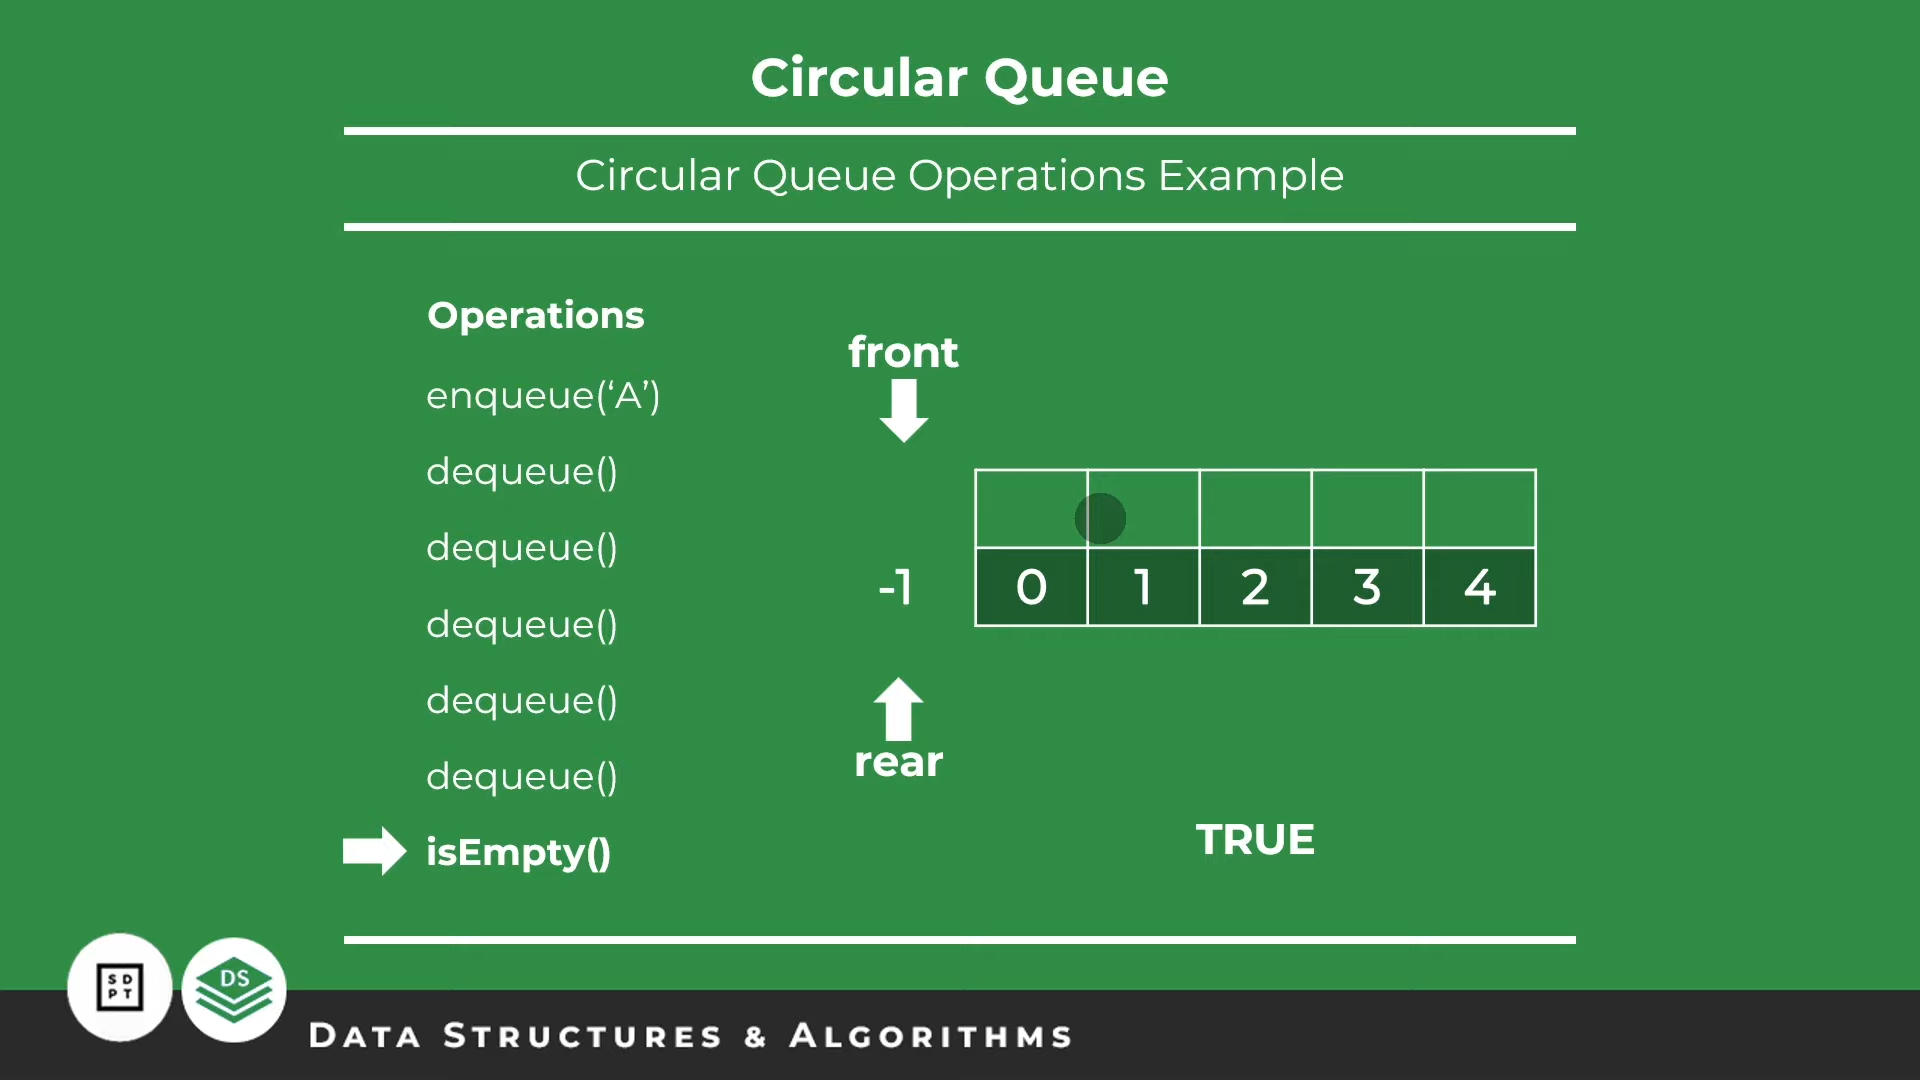 Circular Queue
Circular Queue Operations Example
Operations
enqueue(‘A’)
dequeue()
dequeue()
dequeue()
dequeue()
dequeue()
isEmpty()
front
-1 0 1 2 3 4
rear
TRUE
S D
P T
DS
DATA STRUCTURES & ALGORITHMS